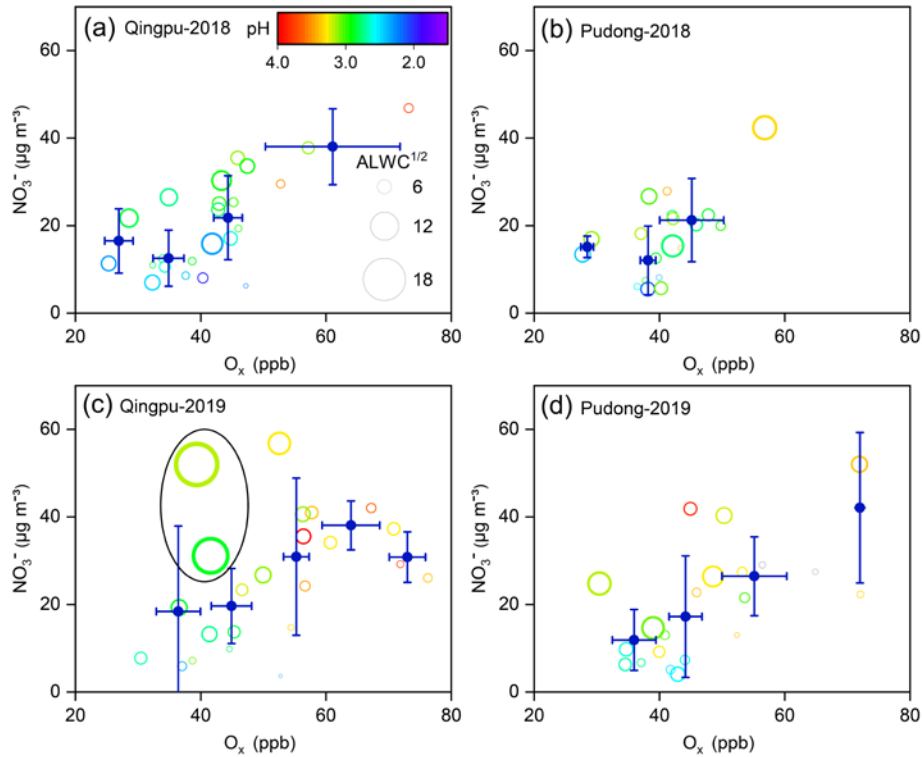 (a) Qingpu-2018
pH
4.0 3.0 2.0
ALWC¹ᐟ²
6
12
18
60
40
20
0
NO₃⁻ (µg m⁻³)
20 40 60 80
Oₓ (ppb)
(b) Pudong-2018
60
40
20
0
NO₃⁻ (µg m⁻³)
20 40 60 80
Oₓ (ppb)
(c) Qingpu-2019
60
40
20
0
NO₃⁻ (µg m⁻³)
20 40 60 80
Oₓ (ppb)
(d) Pudong-2019
60
40
20
0
NO₃⁻ (µg m⁻³)
20 40 60 80
Oₓ (ppb)